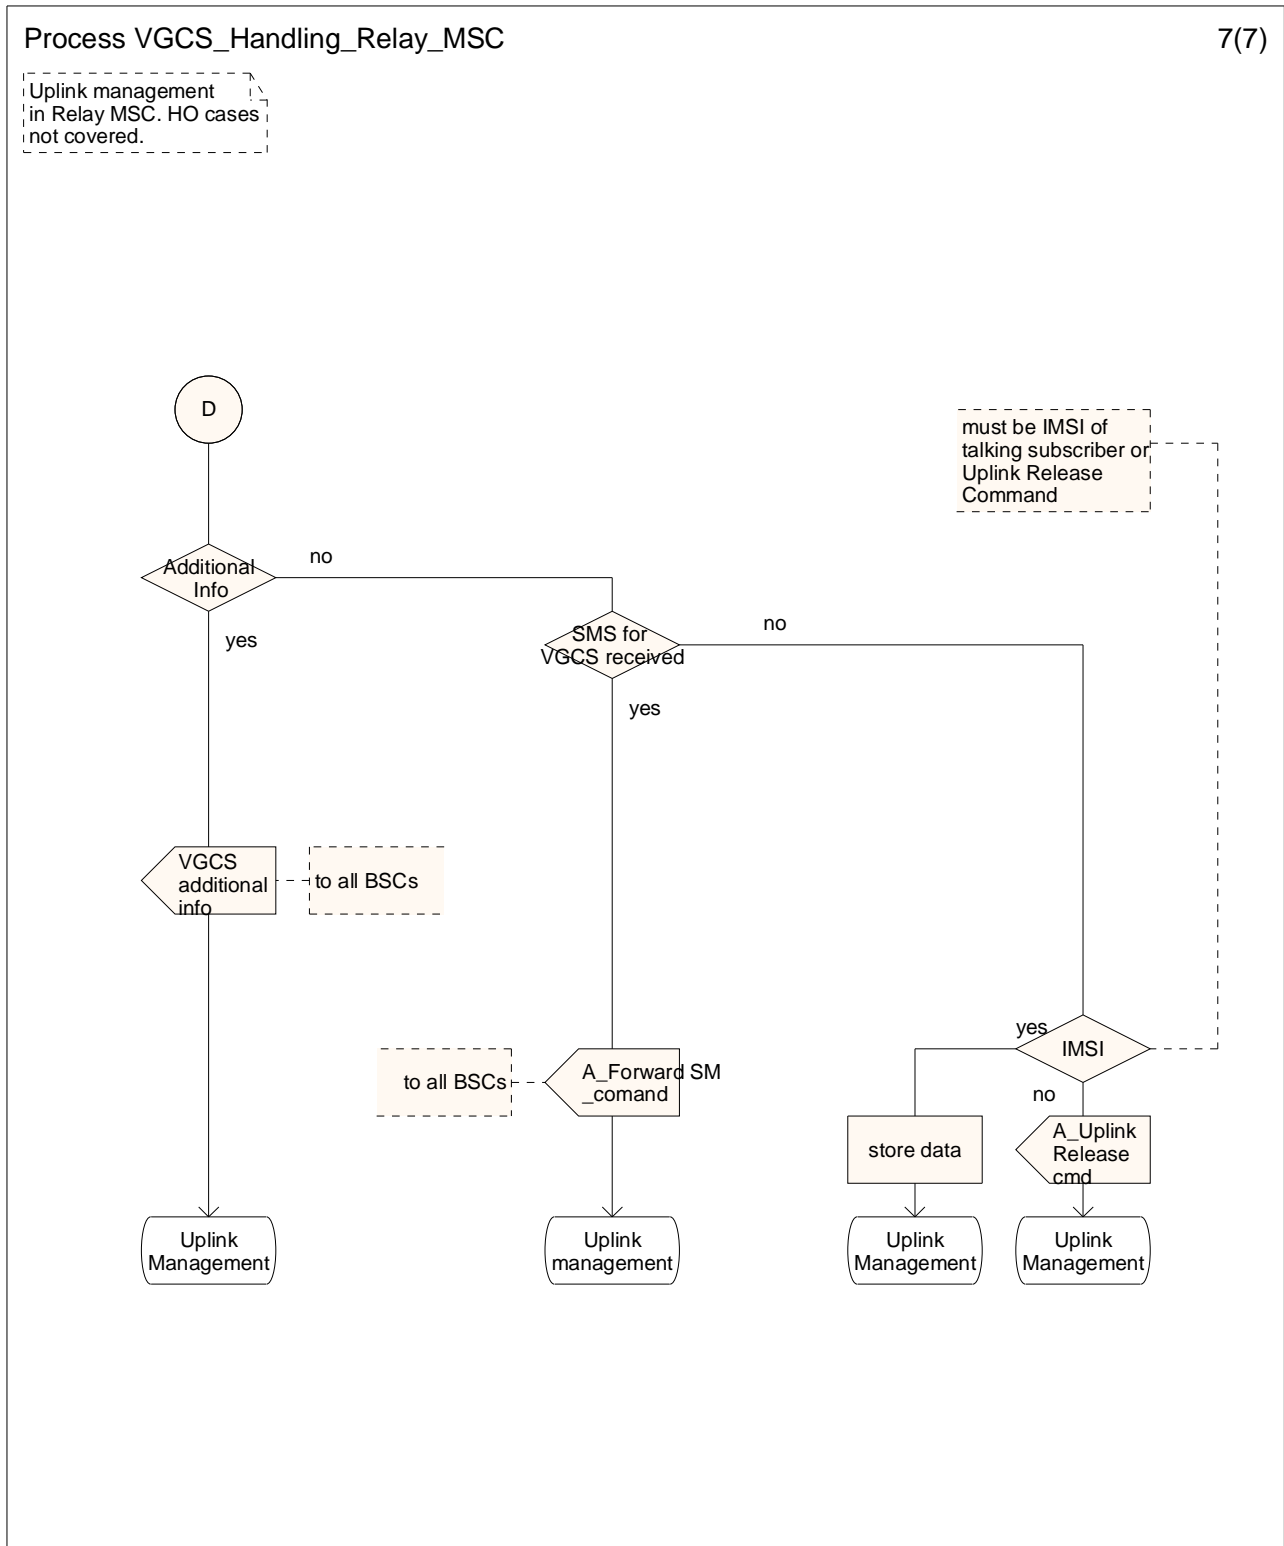 Process VGCS_Handling_Relay_MSC
7(7)
Uplink management
in Relay MSC. HO cases
not covered.
D
must be IMSI of
talking subscriber or
Uplink Release
Command
Additional
Info
no
yes
SMS for
VGCS received
no
yes
VGCS
additional
info
to all BSCs
to all BSCs
A_Forward SM
_comand
yes
IMSI
no
store data
A_Uplink
Release
cmd
Uplink
Management
Uplink
management
Uplink
Management
Uplink
Management